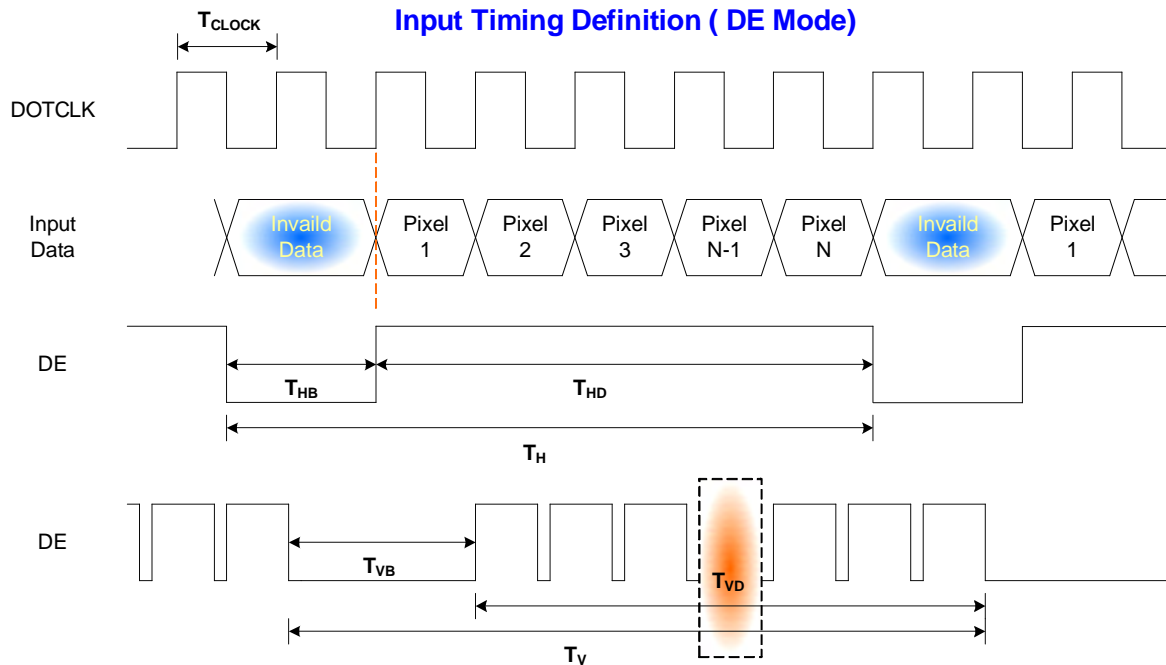 Input Timing Definition ( DE Mode)
TCLOCK
DOTCLK
Input
Data
Invaild
Data
Pixel
1
Pixel
2
Pixel
3
Pixel
N-1
Pixel
N
Invaild
Data
Pixel
1
DE
THB
THD
TH
DE
TVB
TVD
TV